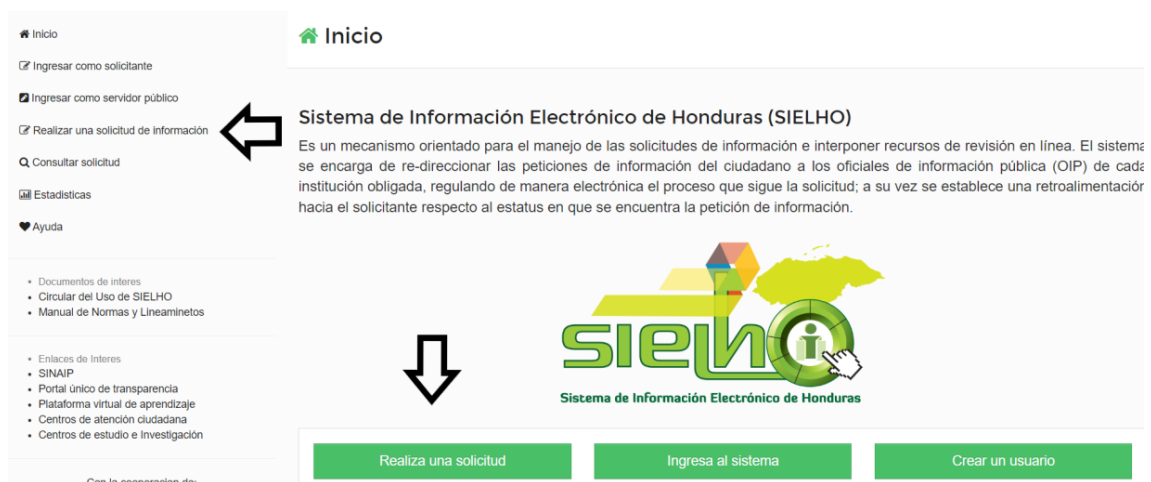 Inicio
Ingresar como solicitante
Ingresar como servidor público
Realizar una solicitud de información
Consultar solicitud
Estadisticas
Ayuda
Documentos de interes
Circular del Uso de SIELHO
Manual de Normas y Lineaminetos
Enlaces de Interes
SINAIP
Portal único de transparencia
Plataforma virtual de aprendizaje
Centros de atención ciudadana
Centros de estudio e Investigación
Con la cooperacion de:
Inicio
Sistema de Información Electrónico de Honduras (SIELHO)
Es un mecanismo orientado para el manejo de las solicitudes de información e interponer recursos de revisión en línea. El sistema
se encarga de re-direccionar las peticiones de información del ciudadano a los oficiales de información pública (OIP) de cada
institución obligada, regulando de manera electrónica el proceso que sigue la solicitud; a su vez se establece una retroalimentación
hacia el solicitante respecto al estatus en que se encuentra la petición de información.
sielho
Sistema de Información Electrónico de Honduras
Realiza una solicitud
Ingresa al sistema
Crear un usuario